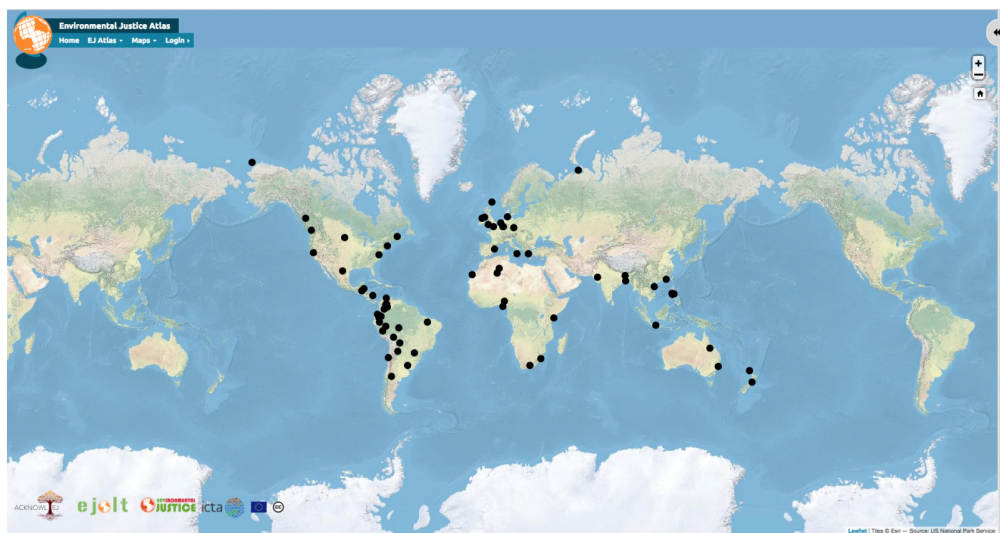 Environmental Justice Atlas
Home EJ Atlas Maps Login
+
−
ACKNOWL EJ
ejolt
ENVIRONMENTAL
JUSTICE
icta
cc
Leaflet | Tiles © Esri — Source: US National Park Service